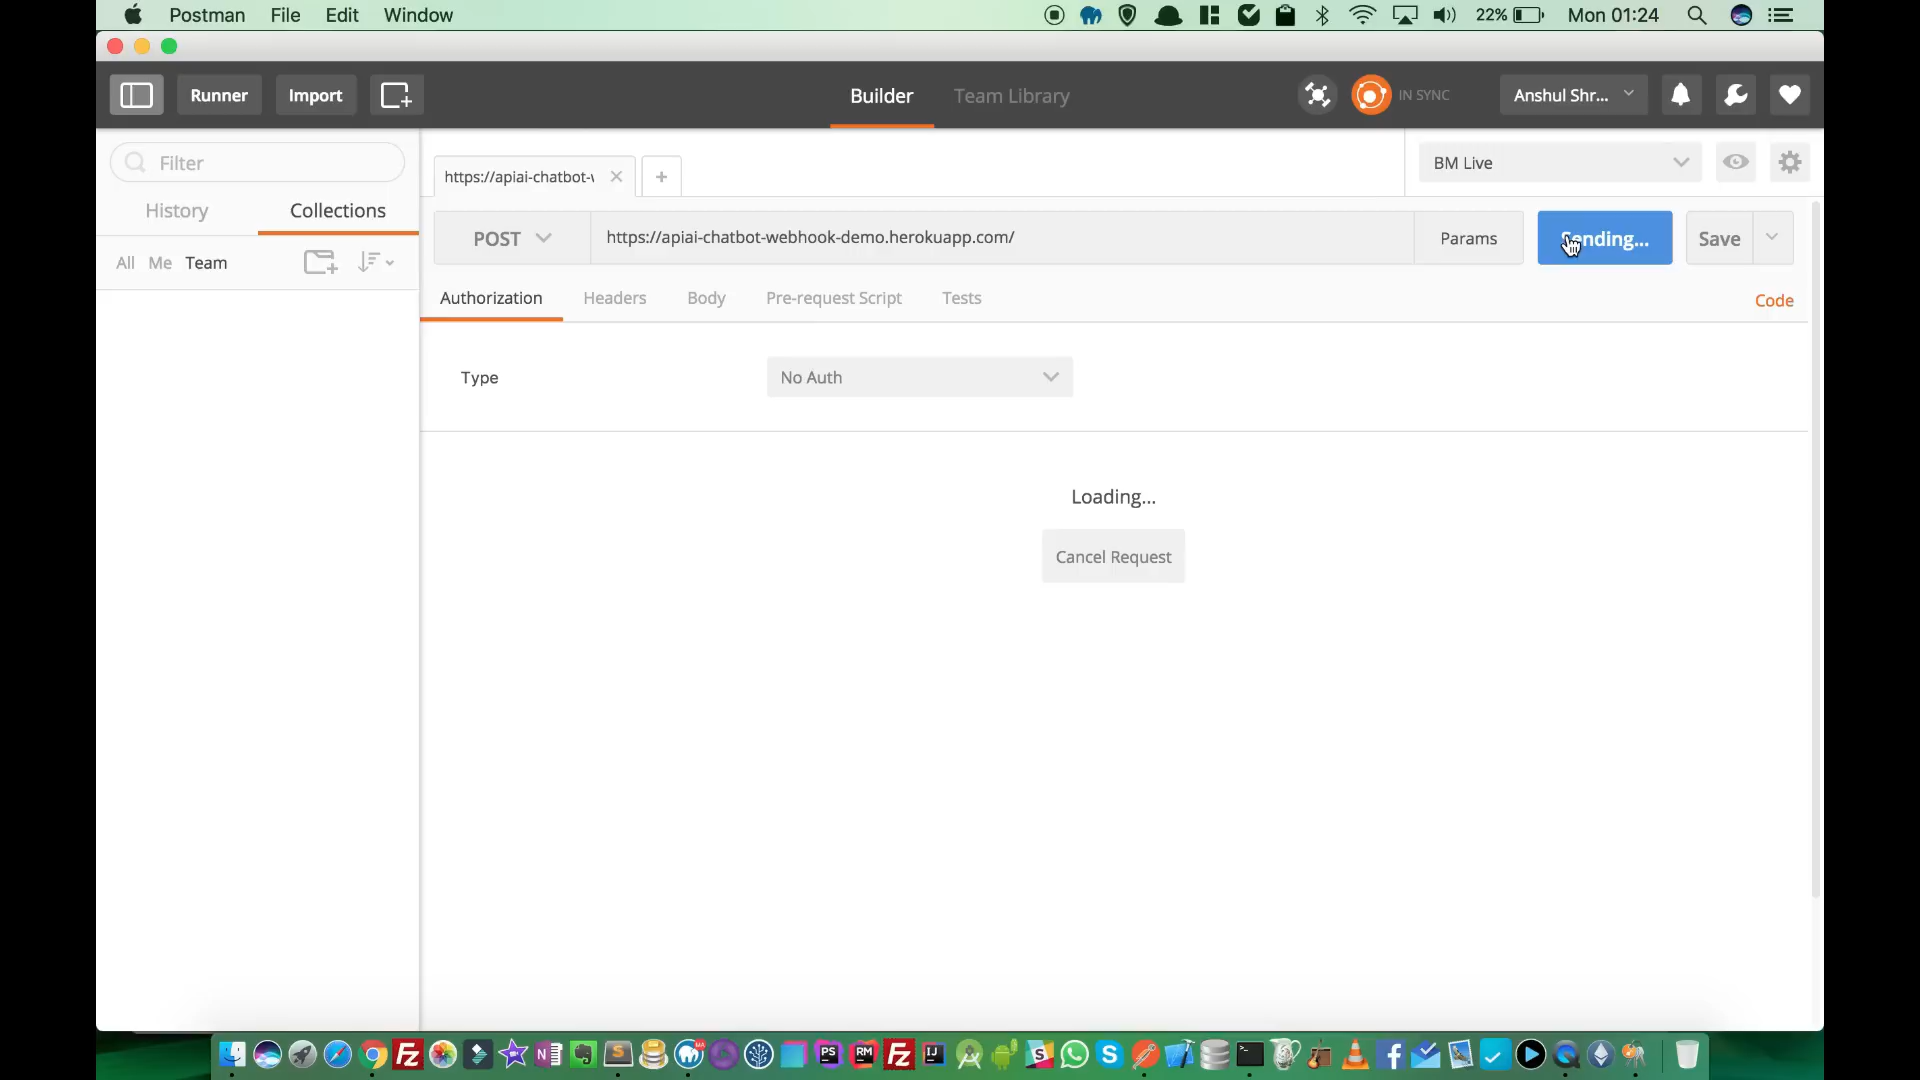 Postman File Edit Window 22% Mon 01:24
Runner Import Builder Team Library IN SYNC Anshul Shr...
Filter
https://apiai-chatbot-
BM Live
History Collections
POST https://apiai-chatbot-webhook-demo.herokuapp.com/ Params Sending... Save
All Me Team
Authorization Headers Body Pre-request Script Tests Code
Type No Auth
Loading...
Cancel Request